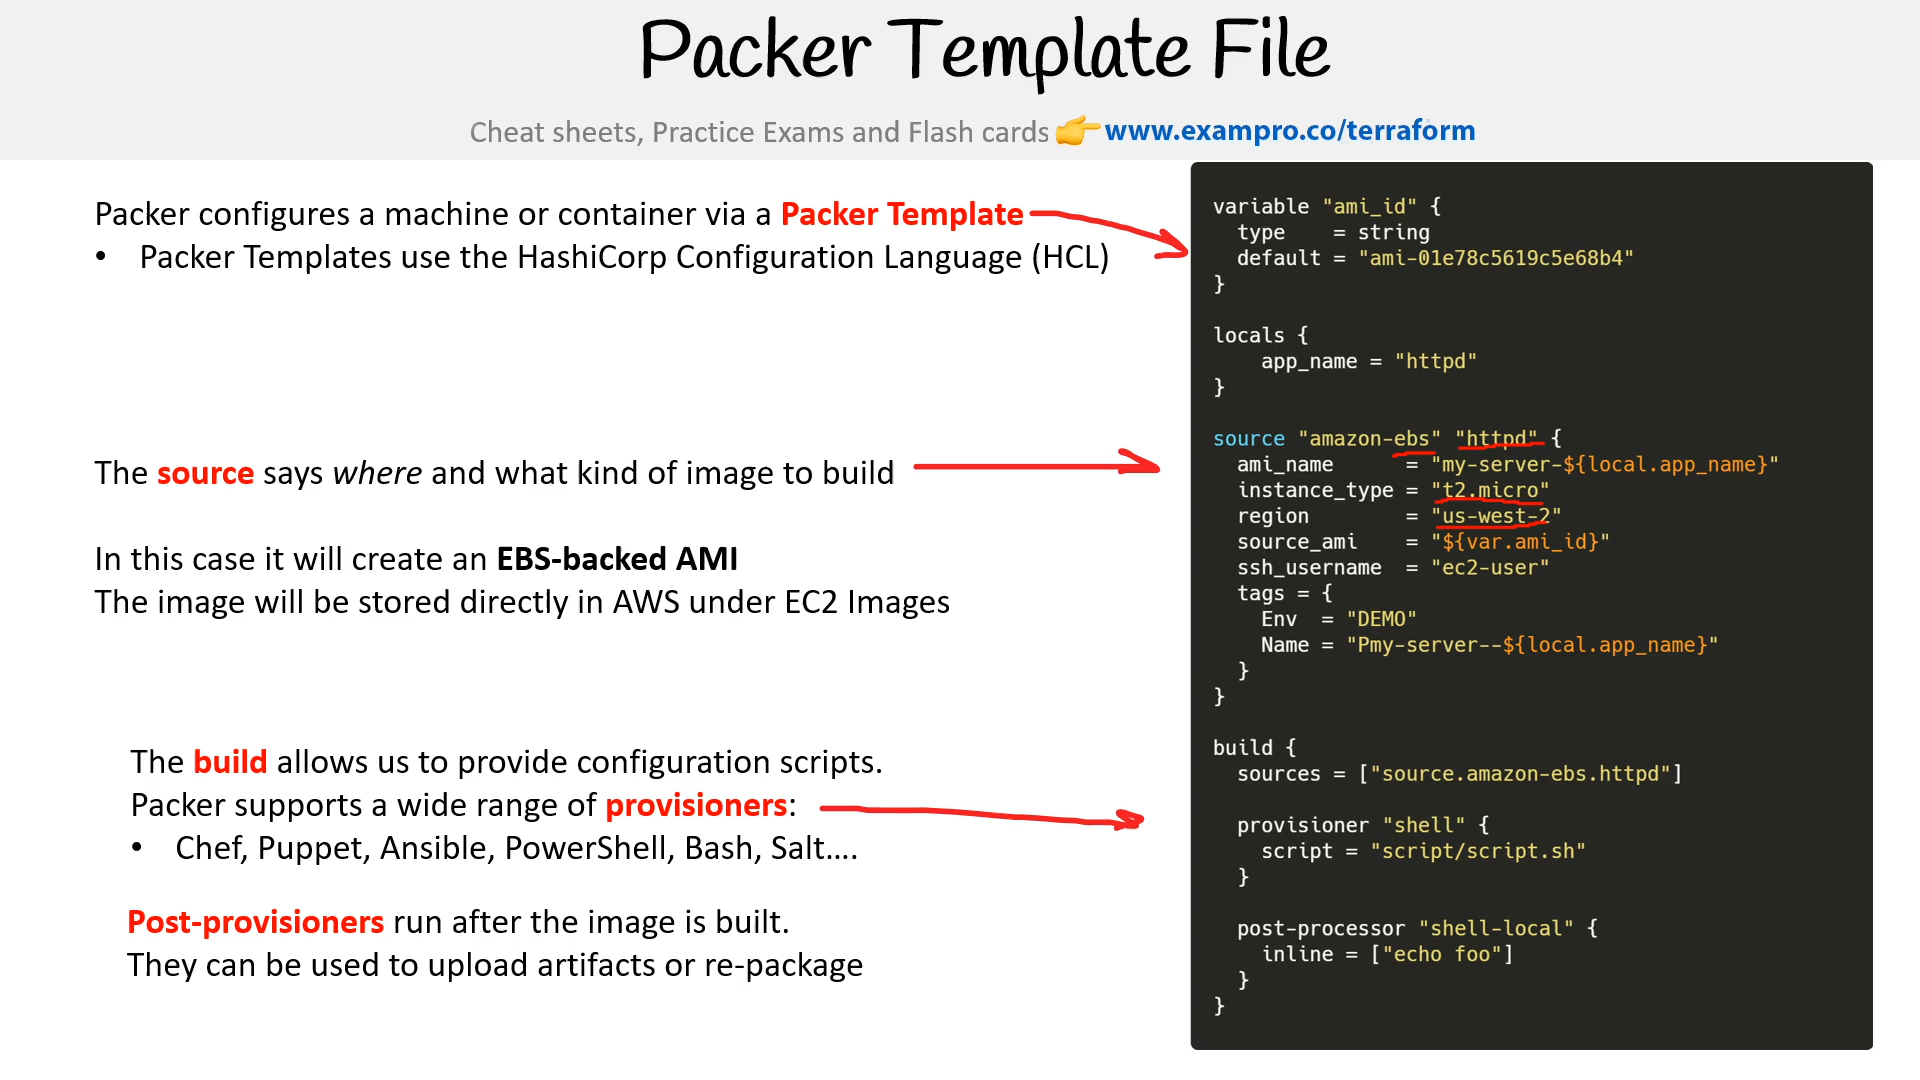 Packer Template File
Cheat sheets, Practice Exams and Flash cards 👉 www.exampro.co/terraform
Packer configures a machine or container via a Packer Template
• Packer Templates use the HashiCorp Configuration Language (HCL)
The source says where and what kind of image to build
In this case it will create an EBS-backed AMI
The image will be stored directly in AWS under EC2 Images
The build allows us to provide configuration scripts.
Packer supports a wide range of provisioners:
• Chef, Puppet, Ansible, PowerShell, Bash, Salt….
Post-provisioners run after the image is built.
They can be used to upload artifacts or re-package
variable "ami_id" {
  type    = string
  default = "ami-01e78c5619c5e68b4"
}
locals {
    app_name = "httpd"
}
source "amazon-ebs" "httpd" {
  ami_name      = "my-server-${local.app_name}"
  instance_type = "t2.micro"
  region        = "us-west-2"
  source_ami    = "${var.ami_id}"
  ssh_username  = "ec2-user"
  tags = {
    Env  = "DEMO"
    Name = "Pmy-server--${local.app_name}"
  }
}
build {
  sources = ["source.amazon-ebs.httpd"]
  provisioner "shell" {
    script = "script/script.sh"
  }
  post-processor "shell-local" {
    inline = ["echo foo"]
  }
}